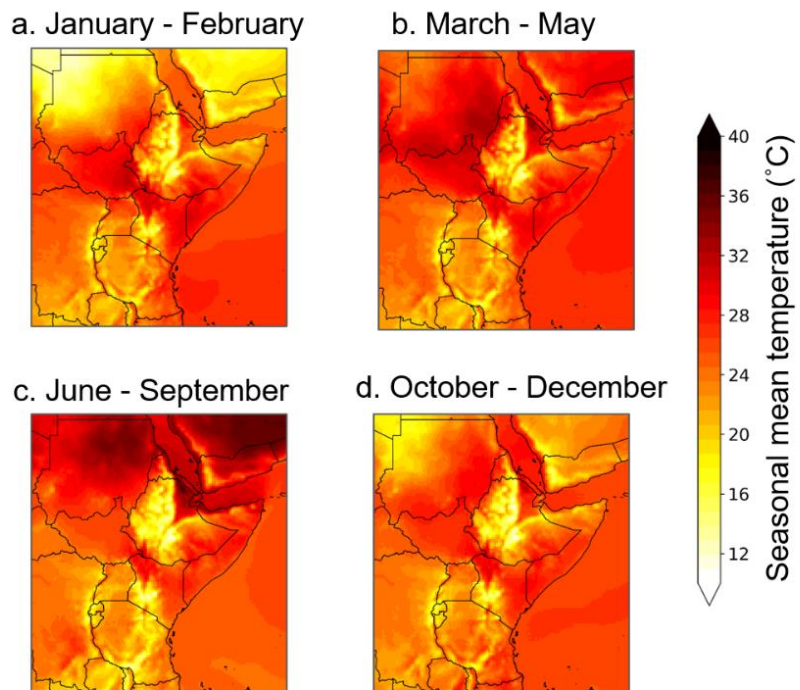 a. January - February
b. March - May
40
36
32
28
24
20
16
12
Seasonal mean temperature (˚C)
c. June - September
d. October - December